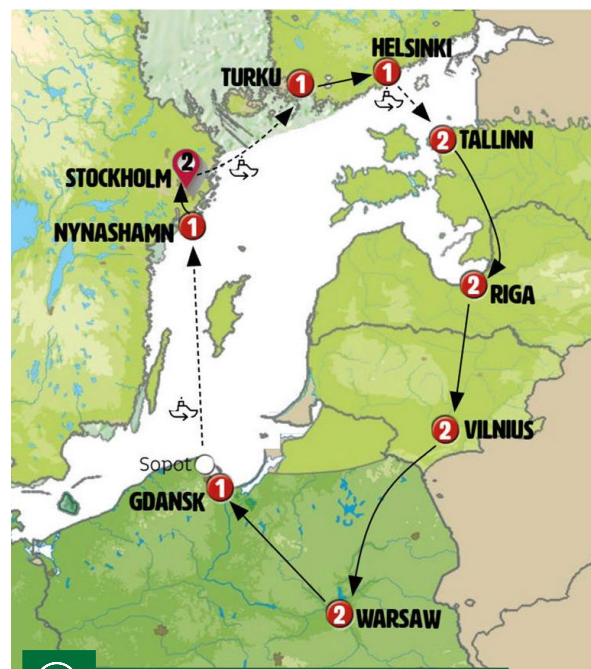 HELSINKI
1
TURKU
1
2
TALLINN
2
STOCKHOLM
NYNASHAMN
1
2
RIGA
2
VILNIUS
Sopot
GDANSK
1
2
WARSAW